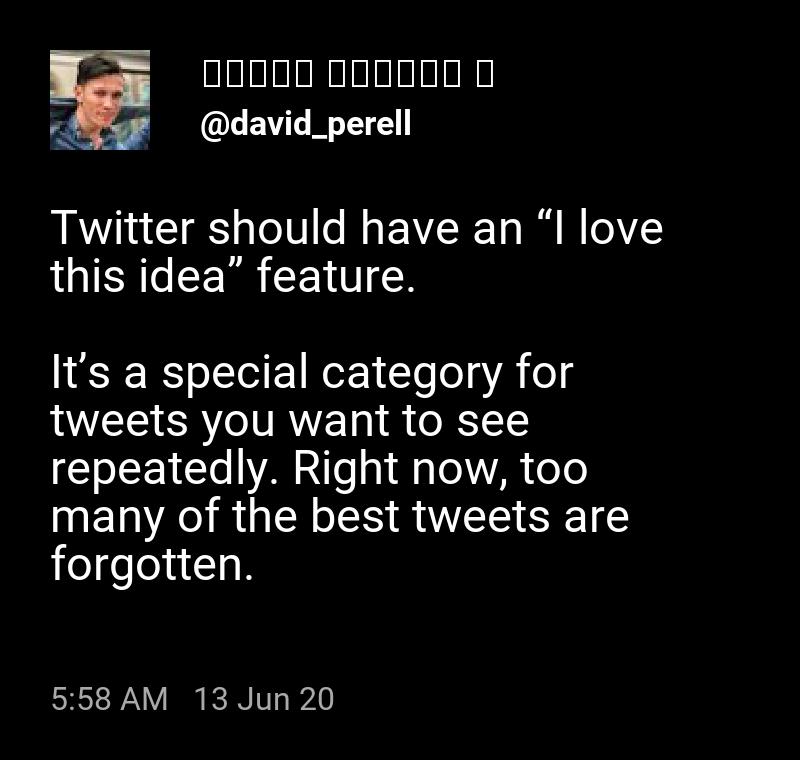 @david_perell
Twitter should have an “I love
this idea” feature.
It’s a special category for
tweets you want to see
repeatedly. Right now, too
many of the best tweets are
forgotten.
5:58 AM 13 Jun 20